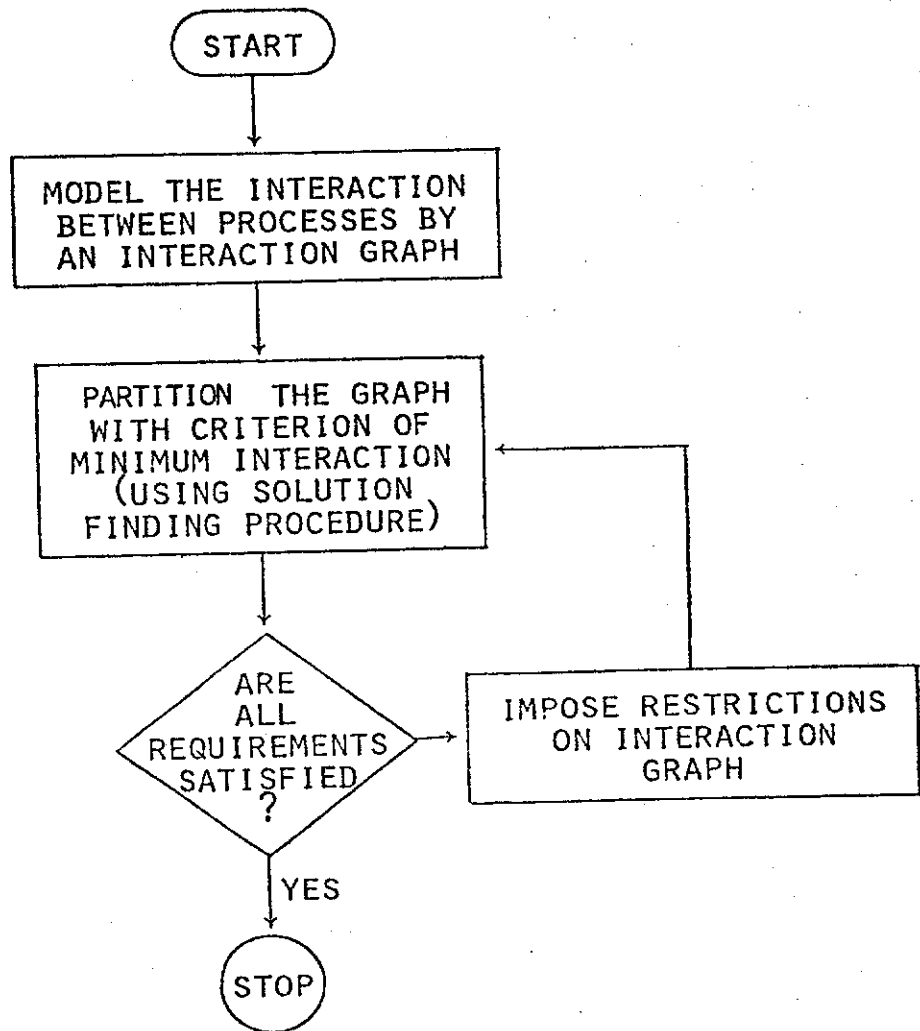 START
MODEL THE INTERACTION
BETWEEN PROCESSES BY
AN INTERACTION GRAPH
PARTITION THE GRAPH
WITH CRITERION OF
MINIMUM INTERACTION
(USING SOLUTION
FINDING PROCEDURE)
ARE
ALL
REQUIREMENTS
SATISFIED
?
IMPOSE RESTRICTIONS
ON INTERACTION
GRAPH
YES
STOP